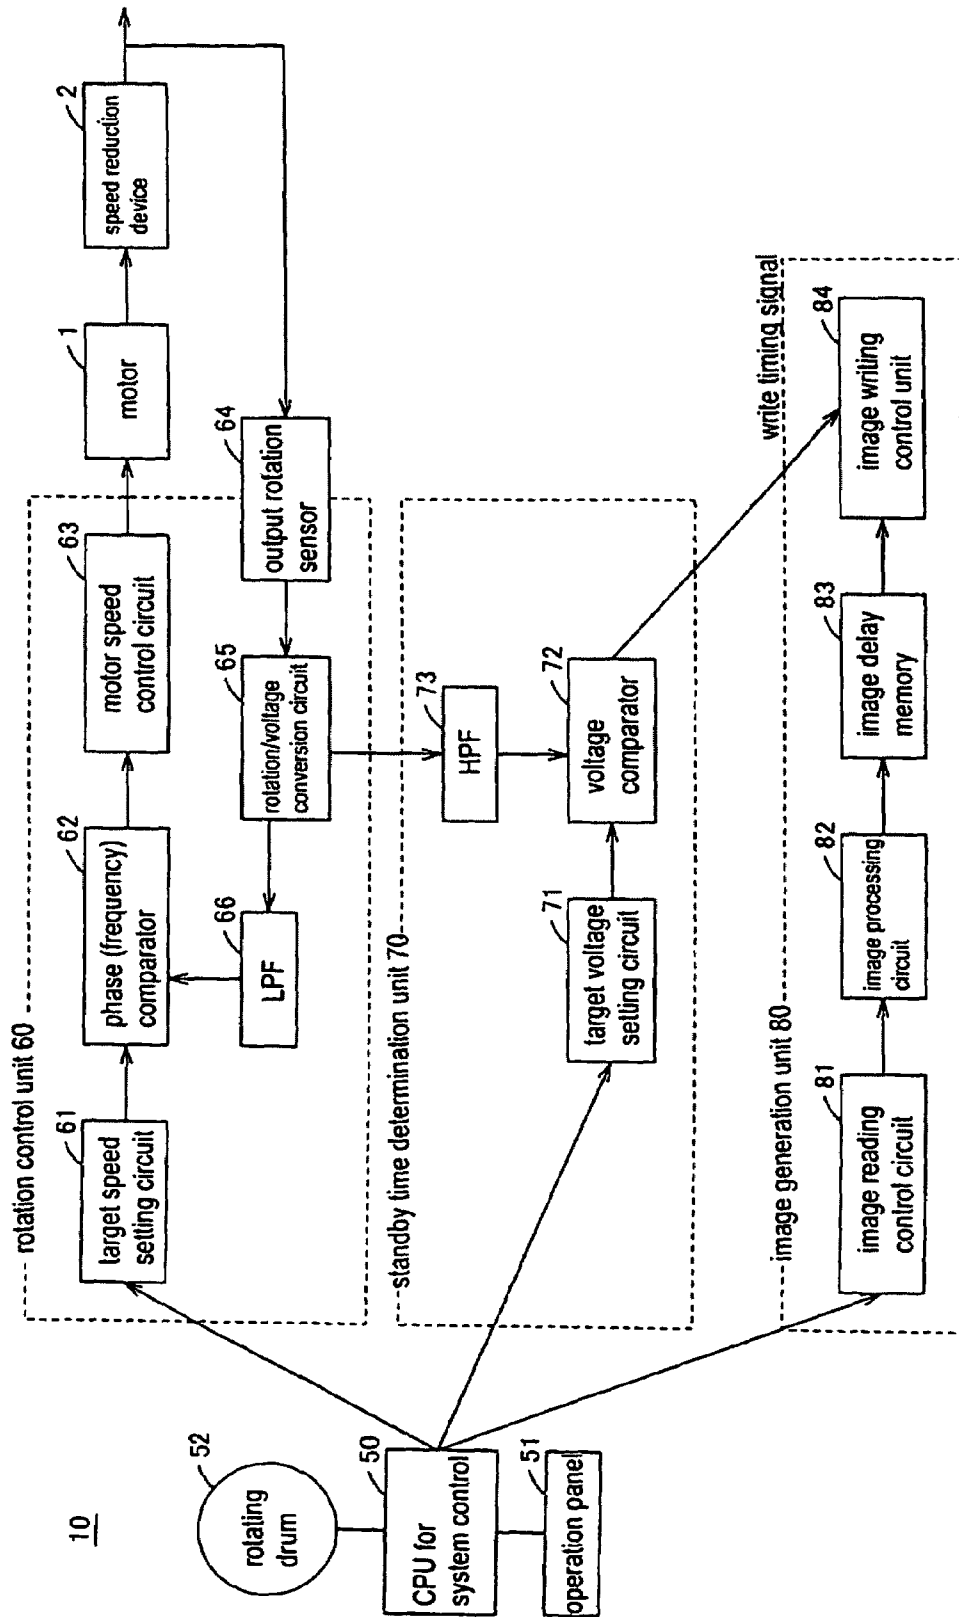 10
52
rotating
drum
50
CPU for
system control
51
operation panel
rotation control unit 60
61
target speed
setting circuit
62
phase (frequency)
comparator
63
motor speed
control circuit
1
motor
2
speed reduction
device
66
LPF
65
rotation/voltage
conversion circuit
64
output rotation
sensor
standby time determination unit 70
71
target voltage
setting circuit
73
HPF
72
voltage
comparator
write timing signal
image generation unit 80
81
image reading
control circuit
82
image processing
circuit
83
image delay
memory
84
image writing
control unit